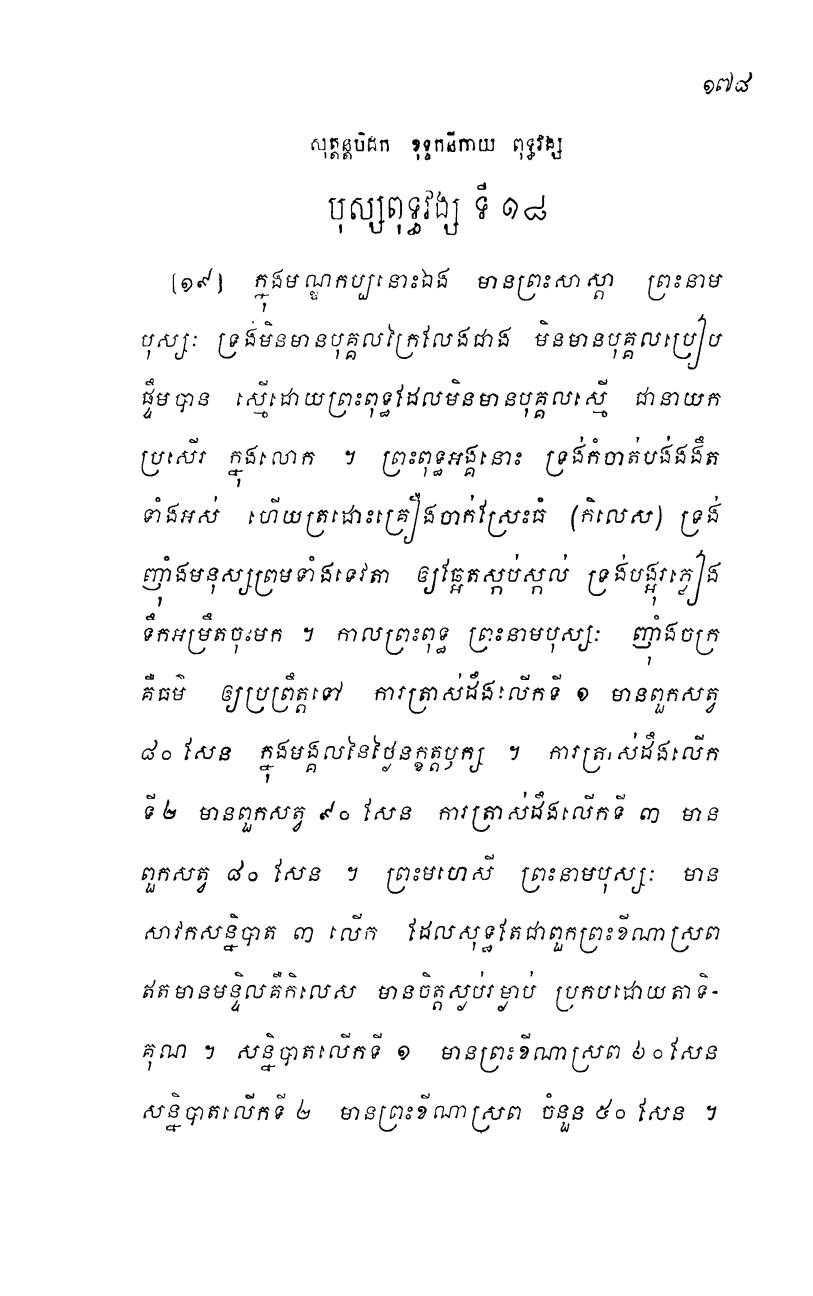 ១៧៨
សុត្តន្តបិដក ខុទ្ទកនិកាយ ពុទ្ធវង្ស
បុស្សពុទ្ធវង្ស ទី ១៨
[១៩] ក្នុងមណ្ឌកប្បនោះឯង មានព្រះសាស្តា ព្រះនាម
បុស្សៈ ទ្រង់មិនមានបុគ្គលក្រៃលែងជាង មិនមានបុគ្គលប្រៀប
ផ្ទឹមបាន ស្មើដោយព្រះពុទ្ធដែលមិនមានបុគ្គលស្មើ ជានាយក
ប្រសើរ ក្នុងលោក ។ ព្រះពុទ្ធអង្គនោះ ទ្រង់កំចាត់បង់ងងឹត
ទាំងអស់ ហើយត្រដោះគ្រឿងចាក់ស្រែះធំ (កិលេស) ទ្រង់
ញ៉ាំងមនុស្សព្រមទាំងទេវតា ឲ្យឆ្អែតស្កប់ស្កល់ ទ្រង់បង្អុរភ្លៀង
ទឹកអម្រឹតចុះមក ។ កាលព្រះពុទ្ធ ព្រះនាមបុស្សៈ ញ៉ាំងចក្រ
គឺធម៌ ឲ្យប្រព្រឹត្តទៅ ការត្រាស់ដឹងលើកទី ១ មានពួកសត្វ
៨០ សែន ក្នុងមង្គលនៃថ្ងៃនក្ខត្តឫក្ស ។ ការត្រាស់ដឹងលើក
ទី ២ មានពួកសត្វ ៩០ សែន ការត្រាស់ដឹងលើកទី ៣ មាន
ពួកសត្វ ៨០ សែន ។ ព្រះមហេសី ព្រះនាមបុស្សៈ មាន
សាវកសន្និបាត ៣ លើក ដែលសុទ្ធតែជាពួកព្រះខីណាស្រព
ឥតមានមន្ទិលគឺកិលេស មានចិត្តស្ងប់រម្ងាប់ ប្រកបដោយតាទិ-
គុណ ។ សន្និបាតលើកទី ១ មានព្រះខីណាស្រព ៦០ សែន
សន្និបាតលើកទី ២ មានព្រះខីណាស្រព ចំនួន ៥០ សែន ។